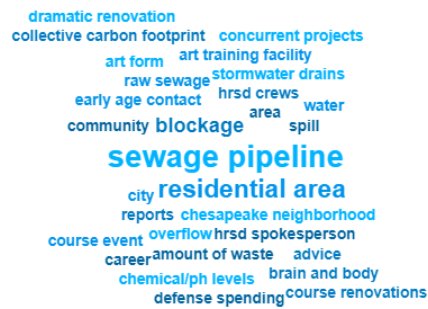 dramatic renovation
collective carbon footprint concurrent projects
art form art training facility
raw sewage stormwater drains
early age contact hrsd crews
area water
community blockage spill
sewage pipeline
city residential area
reports chesapeake neighborhood
course event overflow hrsd spokesperson
career amount of waste advice
chemical/ph levels brain and body
defense spending course renovations